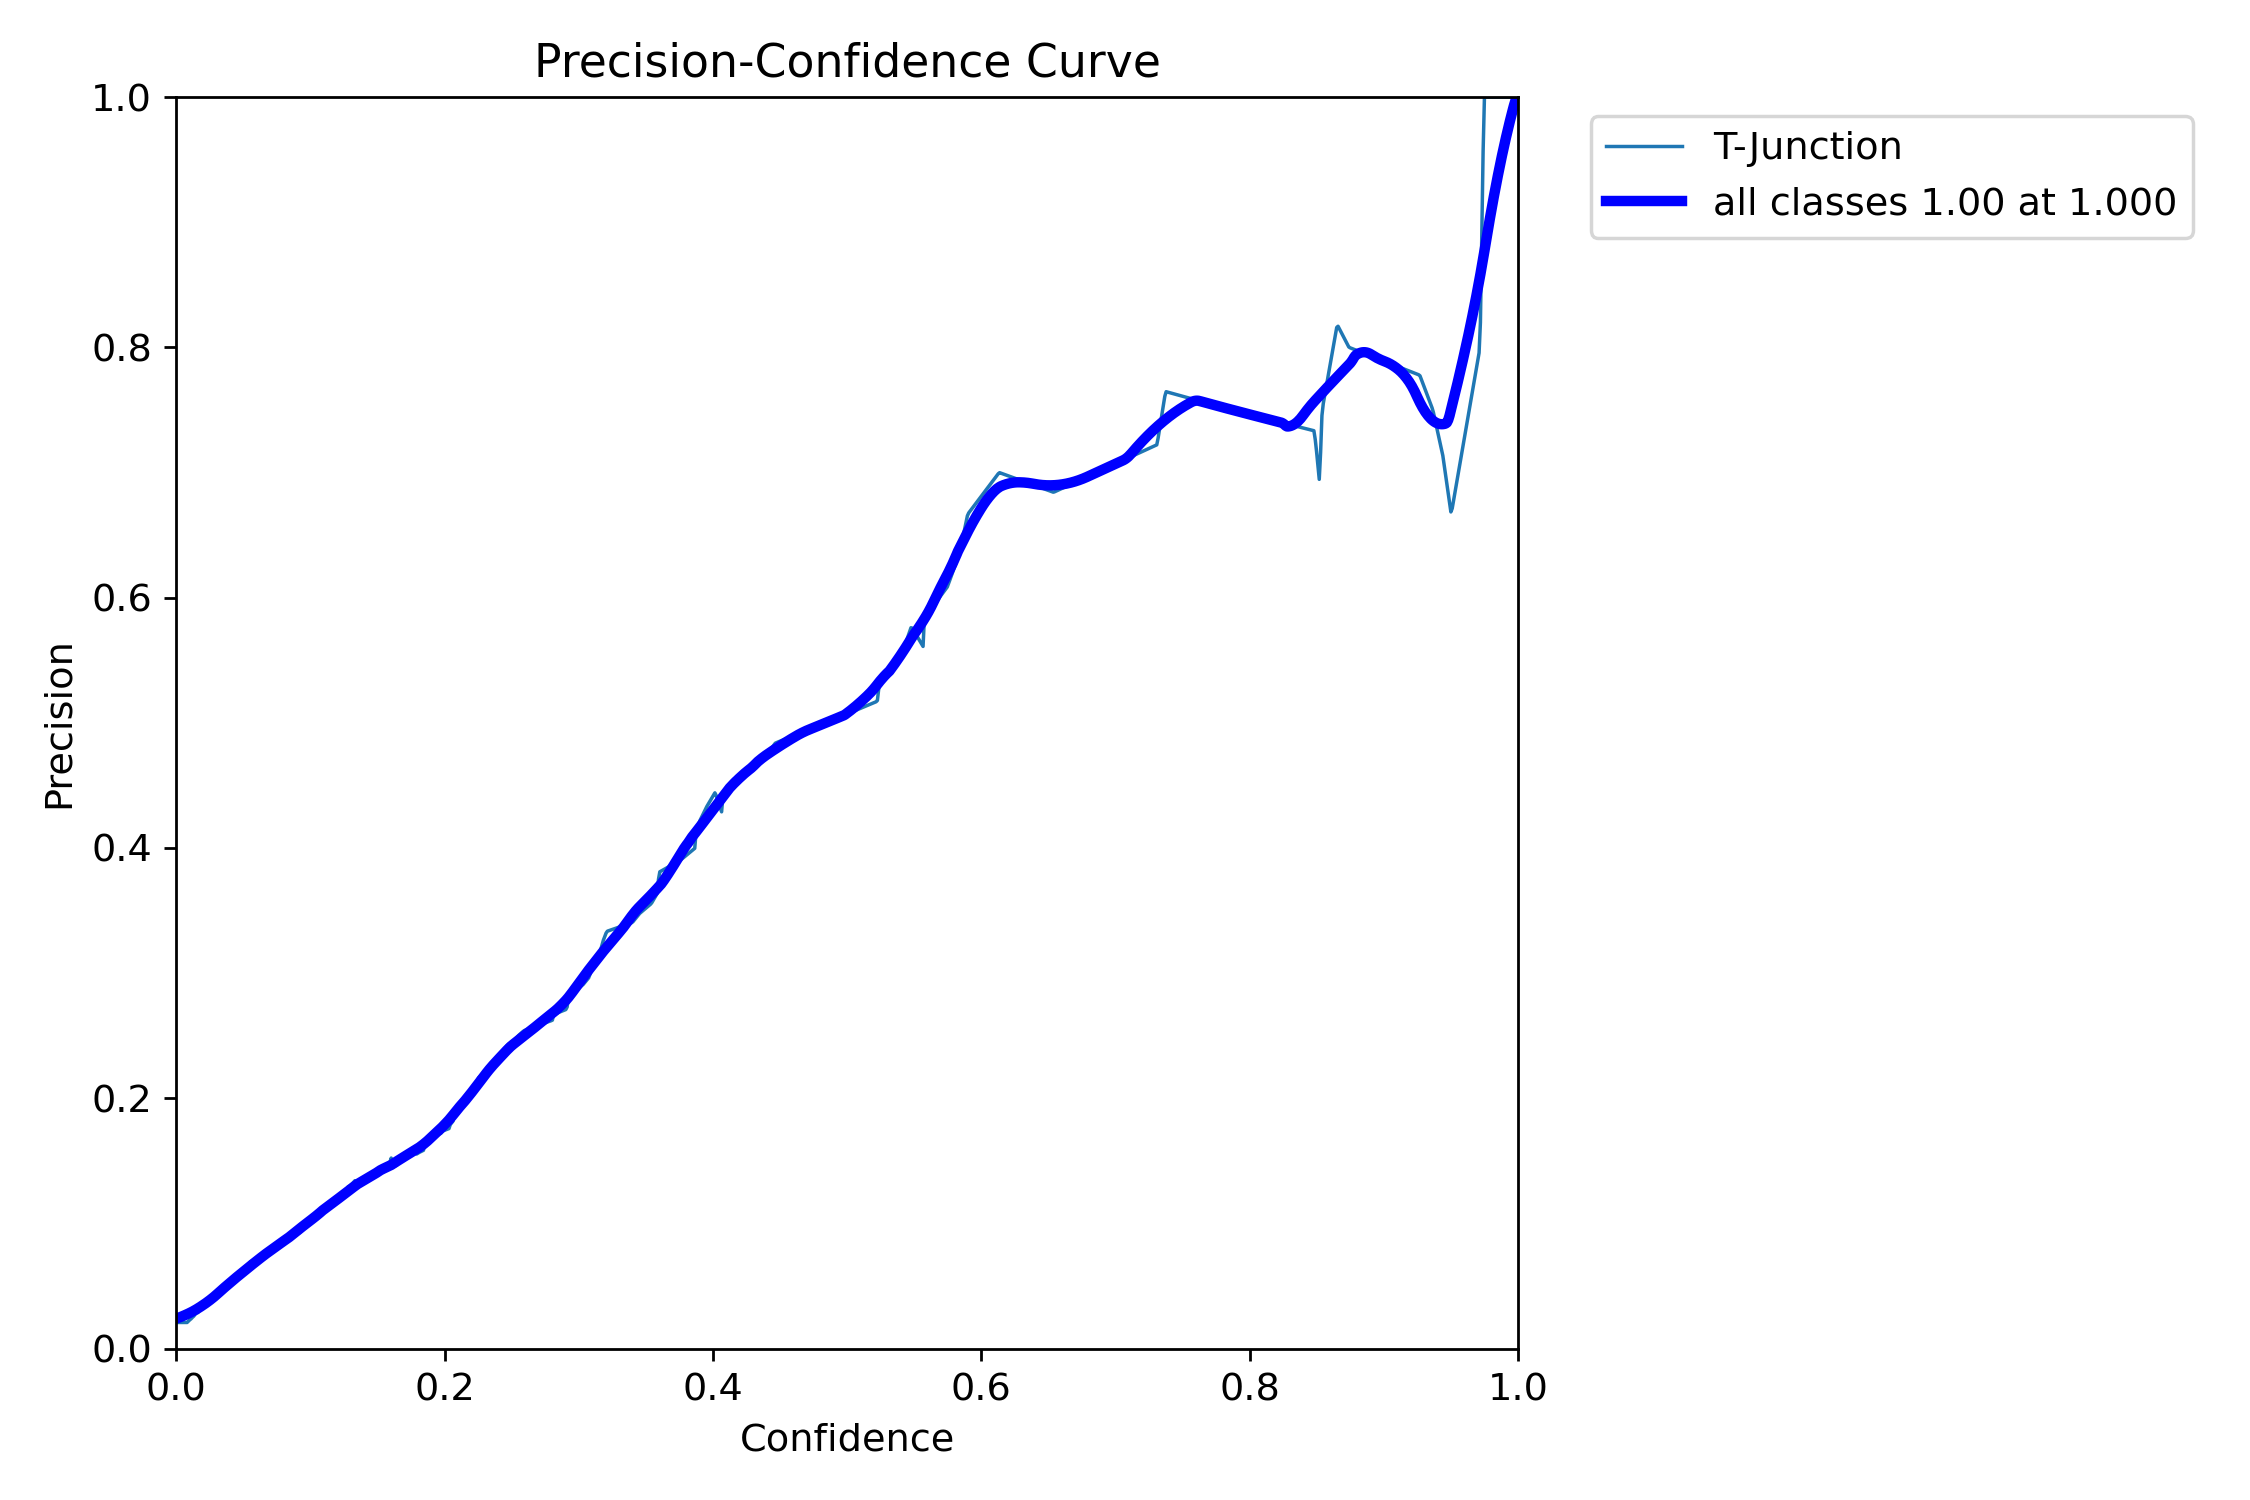 Precision-Confidence Curve
T-Junction
all classes 1.00 at 1.000
Precision
1.0
0.8
0.6
0.4
0.2
0.0
0.0 0.2 0.4 0.6 0.8 1.0
Confidence